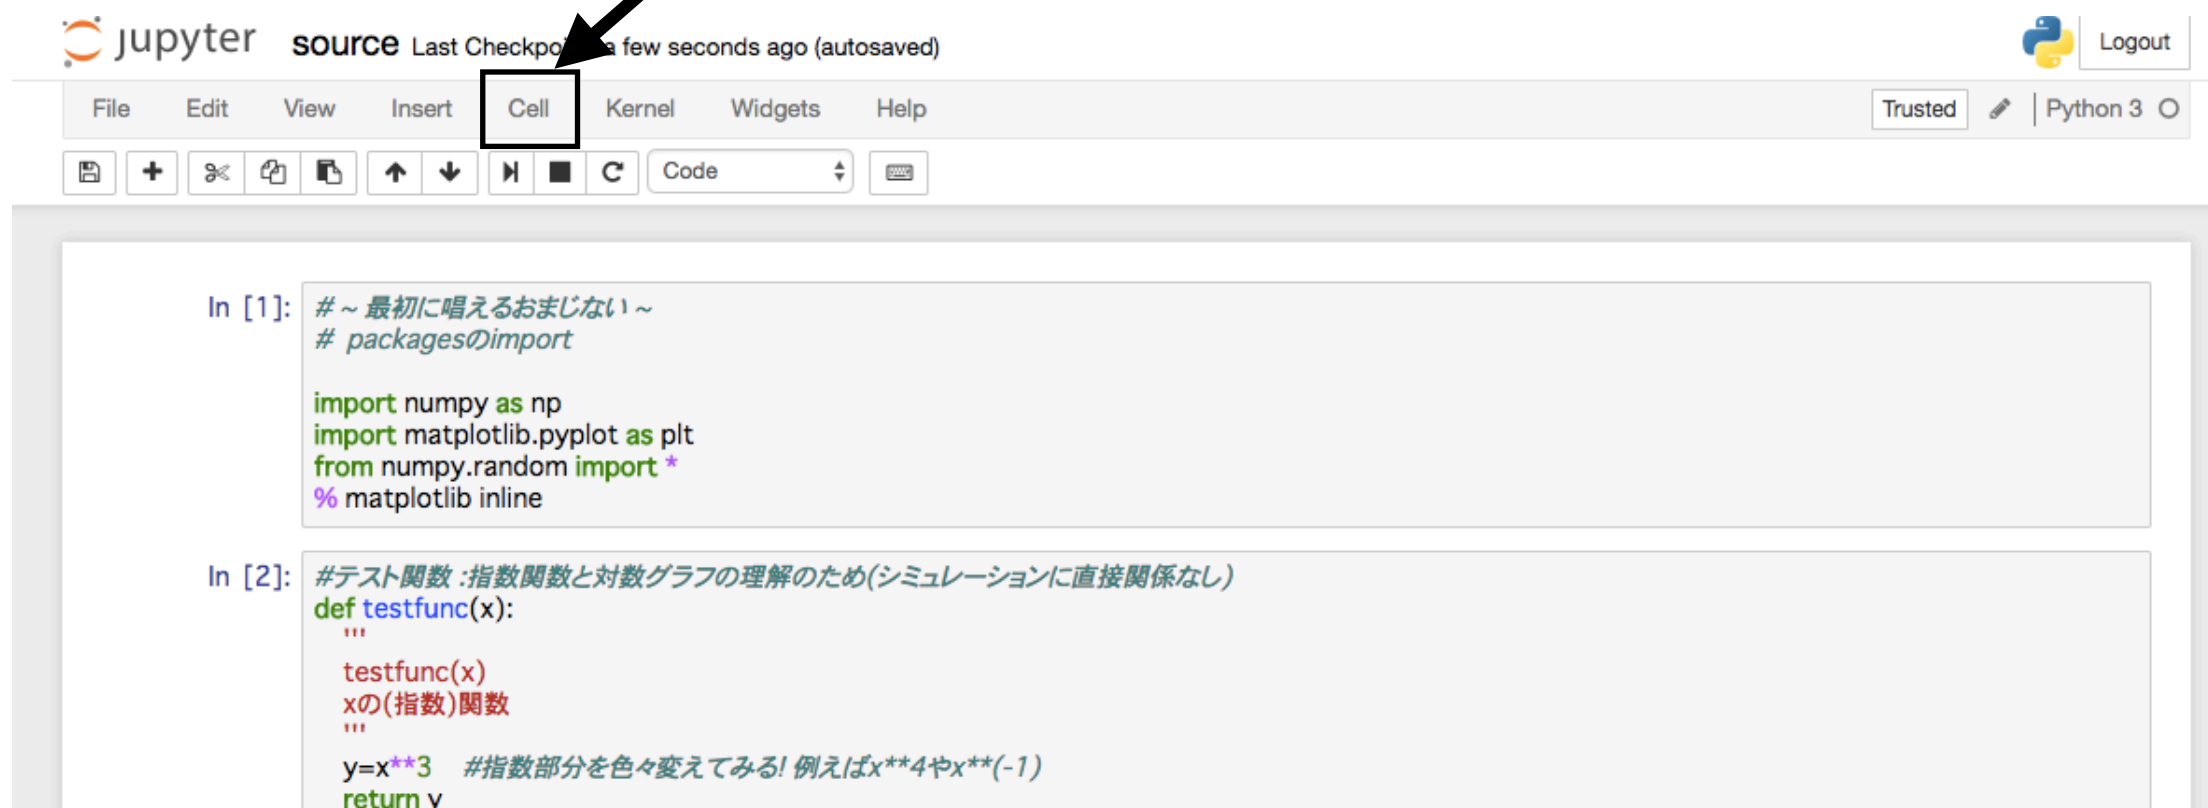 jupyter source Last Checkpo a few seconds ago (autosaved) Logout
File Edit View Insert Cell Kernel Widgets Help Trusted Python 3
Code
In [1]: # ~ 最初に唱えるおまじない ~
# packagesのimport
import numpy as np
import matplotlib.pyplot as plt
from numpy.random import *
% matplotlib inline
In [2]: #テスト関数 :指数関数と対数グラフの理解のため(シミュレーションに直接関係なし)
def testfunc(x):
'''
testfunc(x)
xの(指数)関数
'''
y=x**3 #指数部分を色々変えてみる! 例えばx**4やx**(-1)
return y